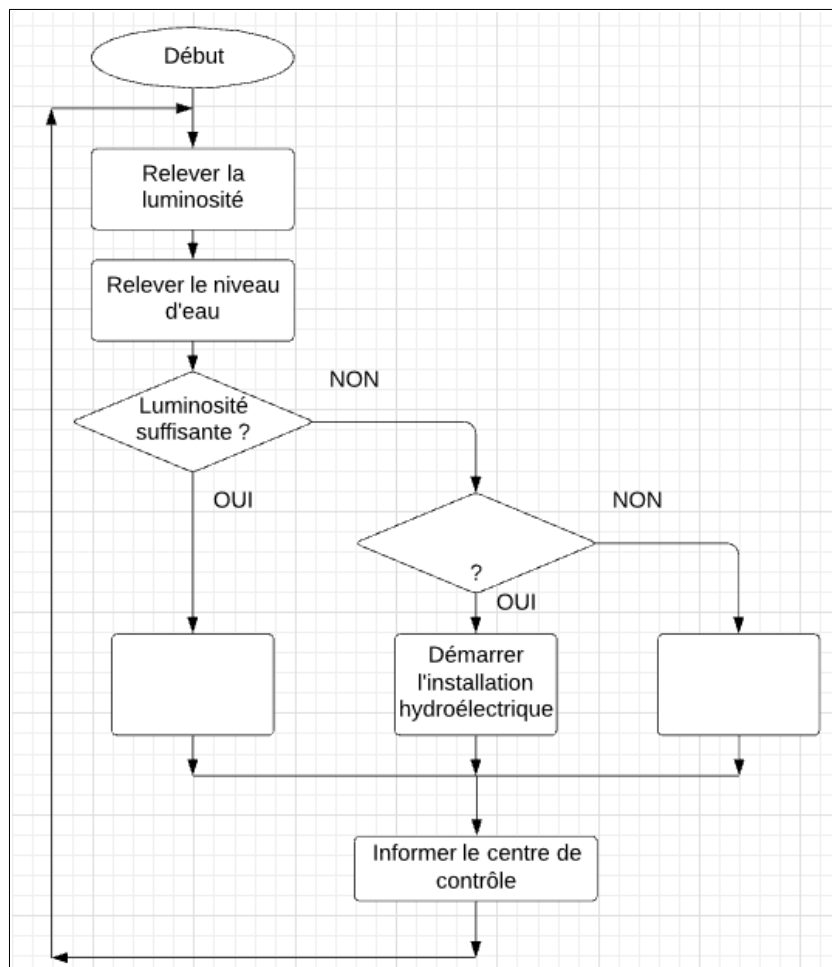 Début
Relever la
luminosité
Relever le niveau
d'eau
NON
Luminosité
suffisante ?
OUI
NON
?
OUI
Démarrer
l'installation
hydroélectrique
Informer le centre de
contrôle